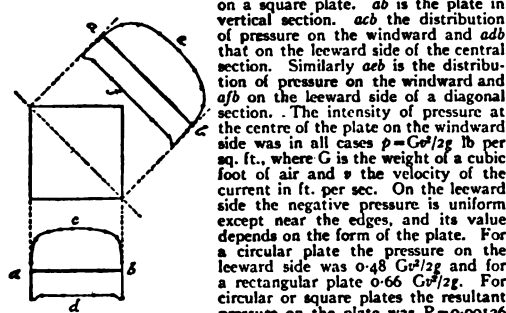 on a square plate. ab is the plate in
vertical section. acb the distribution
of pressure on the windward and adb
that on the leeward side of the central
section. Similarly aeb is the distribu-
tion of pressure on the windward and
afb on the leeward side of a diagonal
section. . The intensity of pressure at
the centre of the plate on the windward
side was in all cases p=Gv²/2g lb per
sq. ft., where G is the weight of a cubic
foot of air and v the velocity of the
current in ft. per sec. On the leeward
side the negative pressure is uniform
except near the edges, and its value
depends on the form of the plate. For
a circular plate the pressure on the
leeward side was 0·48 Gv²/2g and for
a rectangular plate 0·66 Gv²/2g. For
circular or square plates the resultant
pressure on the plate was P=0·00126
a
e
f
c
a
b
d